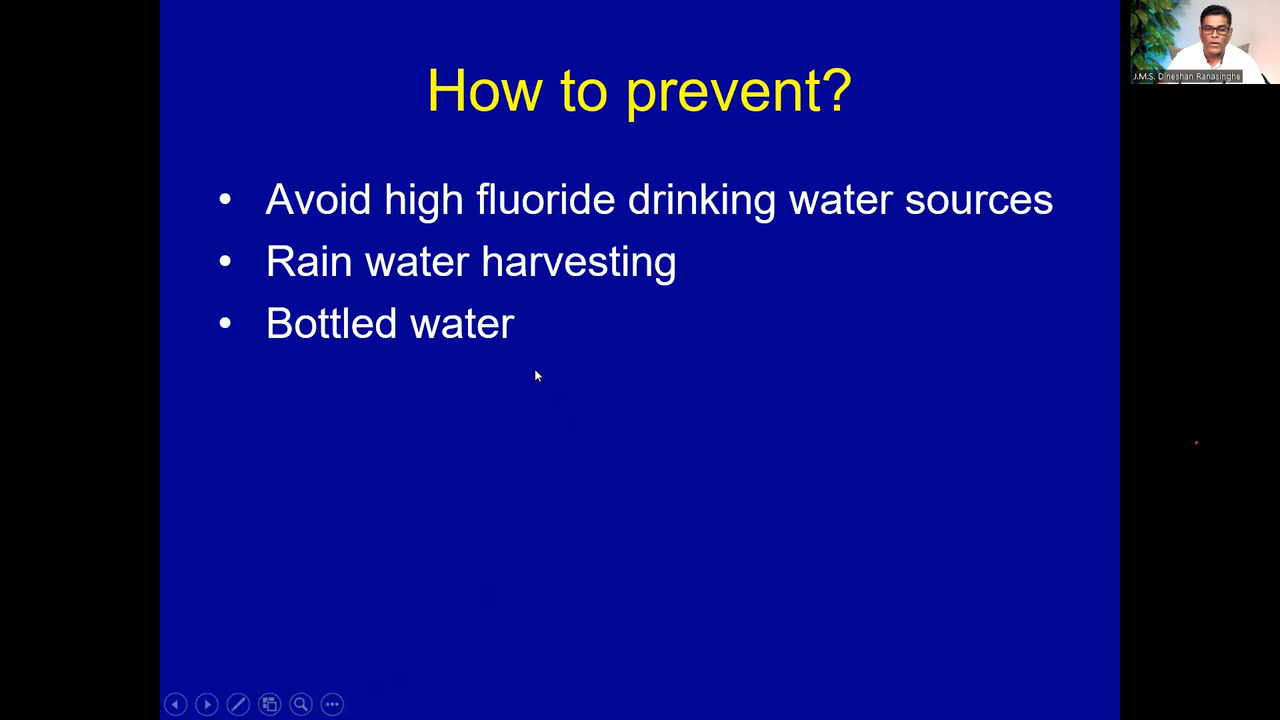 How to prevent?
• Avoid high fluoride drinking water sources
• Rain water harvesting
• Bottled water
J.M.S. Dineshan Ranasinghe